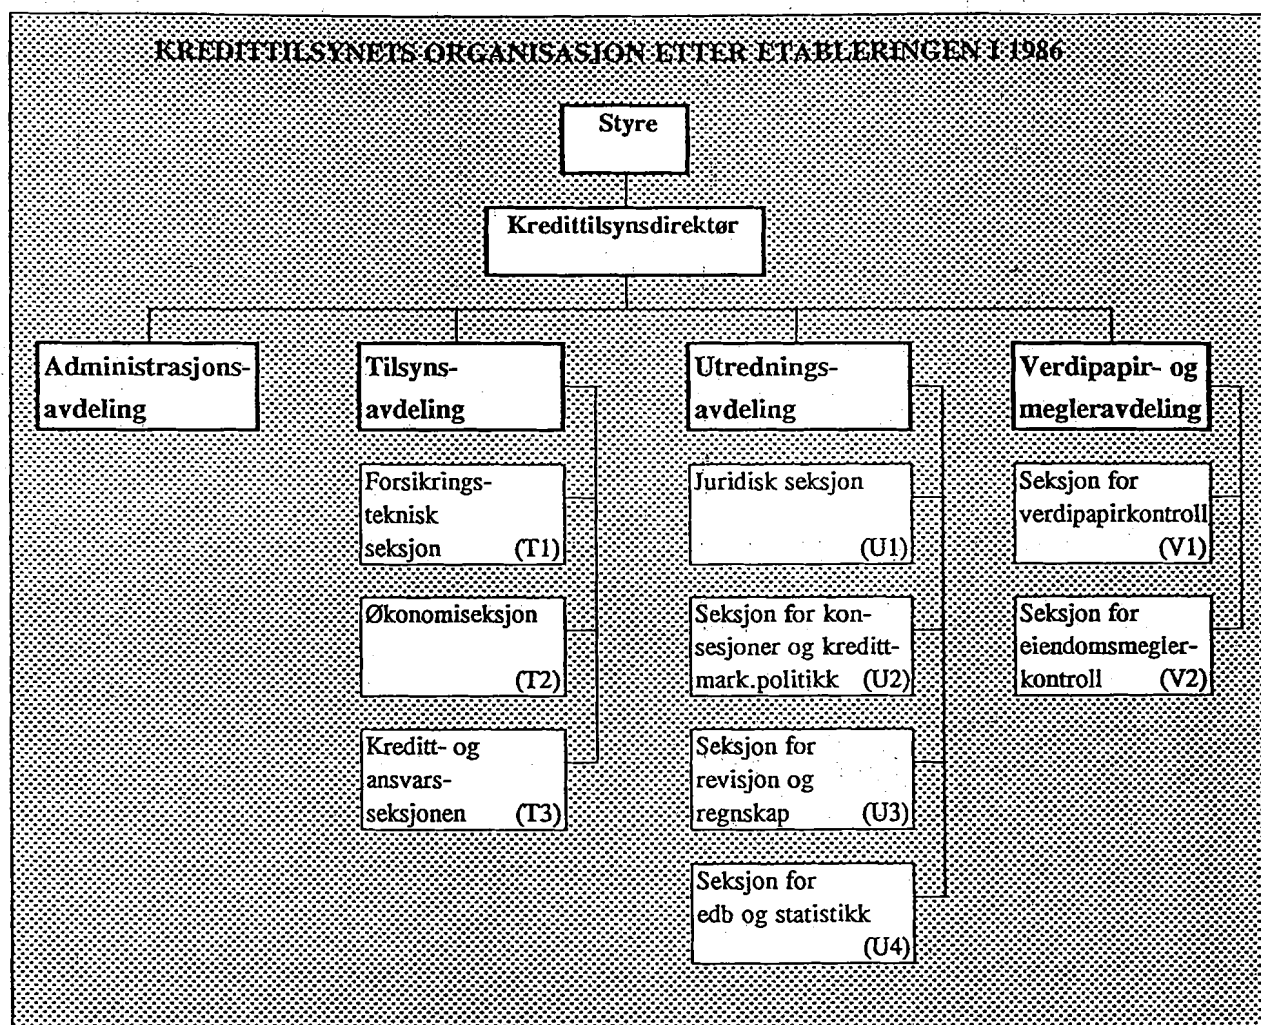 KREDITTILSYNETS ORGANISASJON ETTER ETABLERINGEN I 1986
Styre
Kredittilsynsdirektør
Administrasjons-
avdeling
Tilsyns-
avdeling
Forsikrings-
teknisk
seksjon (T1)
Økonomiseksjon
(T2)
Kreditt- og
ansvars-
seksjonen (T3)
Utrednings-
avdeling
Juridisk seksjon
(U1)
Seksjon for kon-
sesjoner og kreditt-
mark.politikk (U2)
Seksjon for
revisjon og
regnskap (U3)
Seksjon for
edb og statistikk
(U4)
Verdipapir- og
megleravdeling
Seksjon for
verdipapirkontroll
(V1)
Seksjon for
eiendomsmegler-
kontroll (V2)